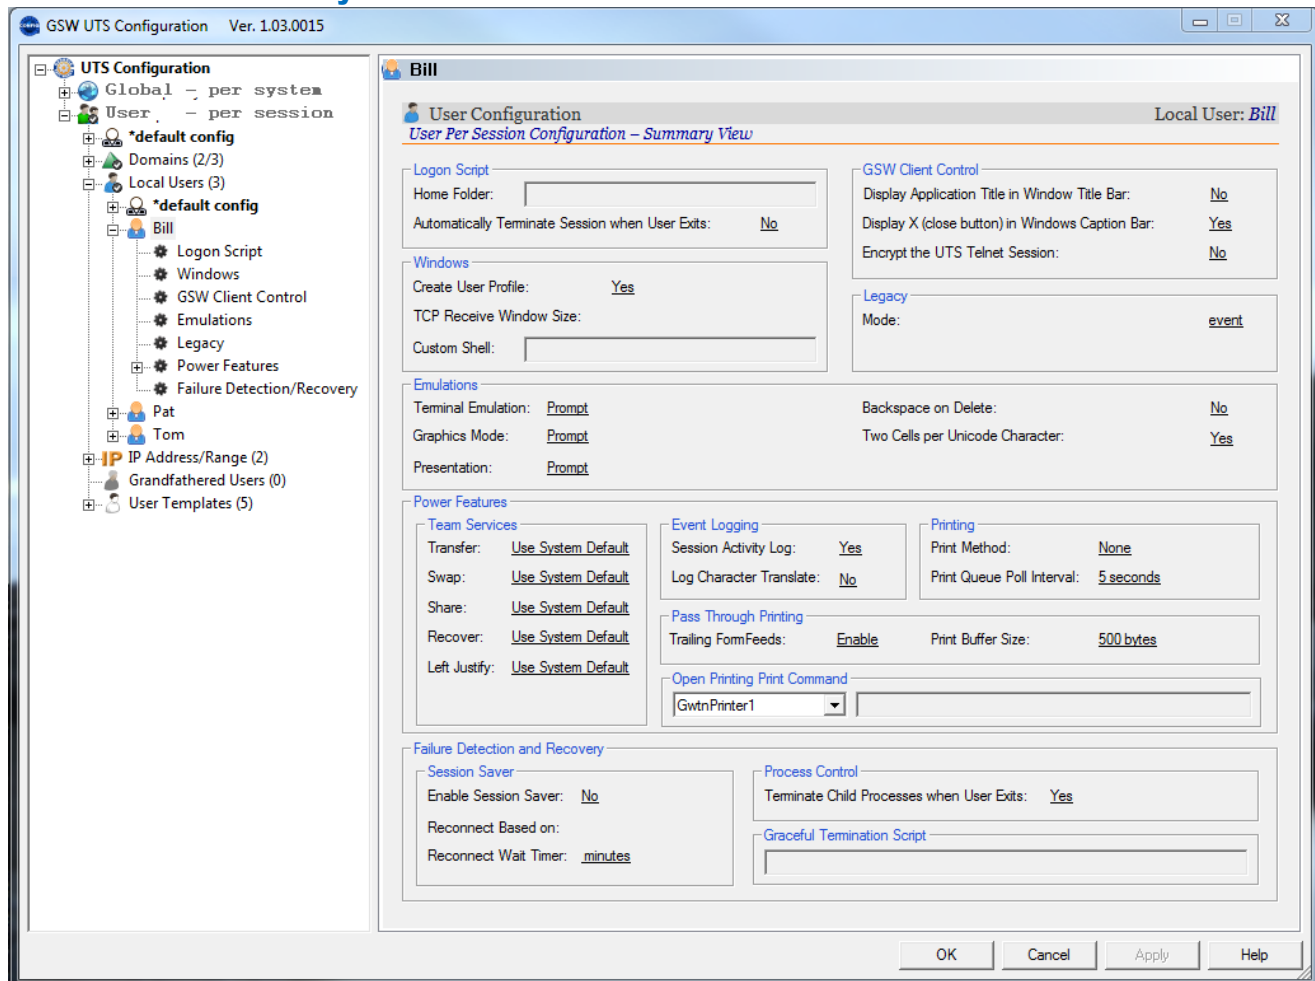 GSW UTS Configuration Ver. 1.03.0015
UTS Configuration
Global - per system
User - per session
*default config
Domains (2/3)
Local Users (3)
*default config
Bill
Logon Script
Windows
GSW Client Control
Emulations
Legacy
Power Features
Failure Detection/Recovery
Pat
Tom
IP IP Address/Range (2)
Grandfathered Users (0)
User Templates (5)
Bill
User Configuration Local User: Bill
User Per Session Configuration – Summary View
Logon Script
Home Folder:
Automatically Terminate Session when User Exits: No
GSW Client Control
Display Application Title in Window Title Bar: No
Display X (close button) in Windows Caption Bar: Yes
Encrypt the UTS Telnet Session: No
Windows
Create User Profile: Yes
TCP Receive Window Size:
Custom Shell:
Legacy
Mode: event
Emulations
Terminal Emulation: Prompt
Graphics Mode: Prompt
Presentation: Prompt
Backspace on Delete: No
Two Cells per Unicode Character: Yes
Power Features
Team Services
Transfer: Use System Default
Swap: Use System Default
Share: Use System Default
Recover: Use System Default
Left Justify: Use System Default
Event Logging
Session Activity Log: Yes
Log Character Translate: No
Printing
Print Method: None
Print Queue Poll Interval: 5 seconds
Pass Through Printing
Trailing FormFeeds: Enable Print Buffer Size: 500 bytes
Open Printing Print Command
GwtnPrinter1
Failure Detection and Recovery
Session Saver
Enable Session Saver: No
Reconnect Based on:
Reconnect Wait Timer: minutes
Process Control
Terminate Child Processes when User Exits: Yes
Graceful Termination Script
OK Cancel Apply Help